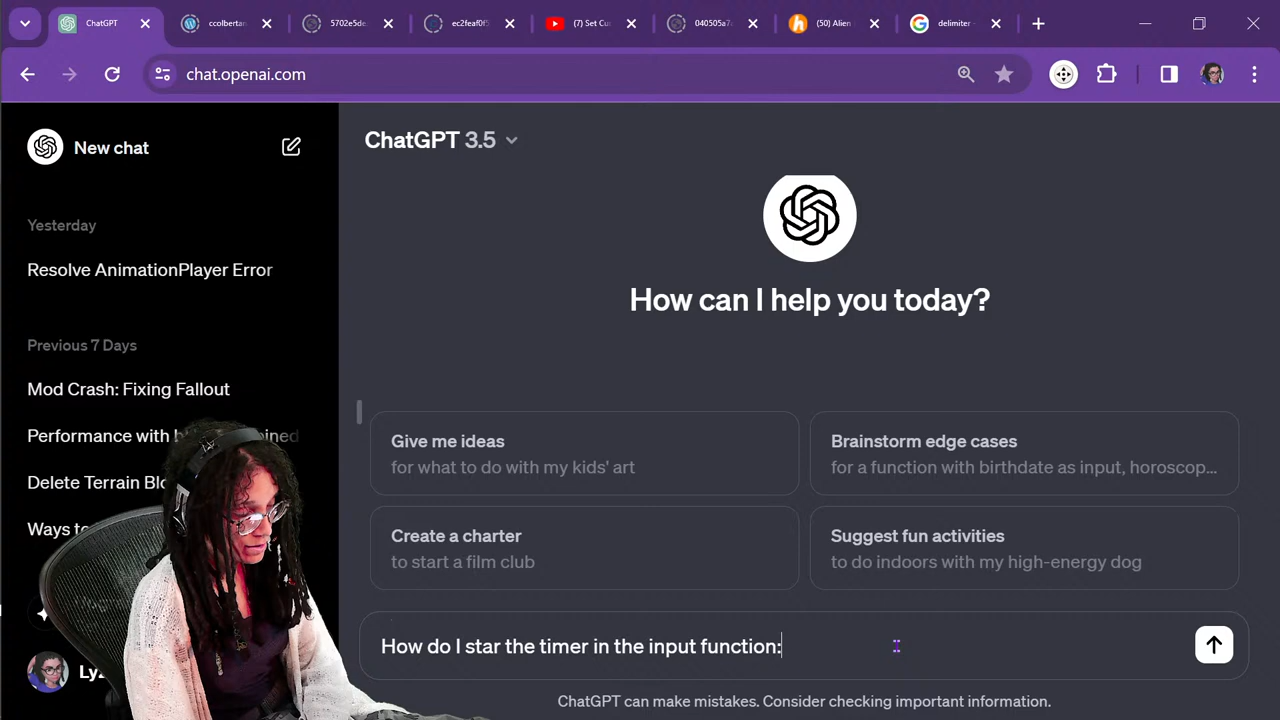 ChatGPT
ccolbertan
5702e5de
ec2feaf0f5
(7) Set Cu
040505a7
(50) Alien
delimiter -
chat.openai.com
New chat
ChatGPT 3.5
Yesterday
Resolve AnimationPlayer Error
Previous 7 Days
Mod Crash: Fixing Fallout
Performance with
Delete Terrain Blo
Ways to
Lyz
How can I help you today?
Give me ideas
for what to do with my kids' art
Brainstorm edge cases
for a function with birthdate as input, horoscop...
Create a charter
to start a film club
Suggest fun activities
to do indoors with my high-energy dog
How do I star the timer in the input function:
ChatGPT can make mistakes. Consider checking important information.